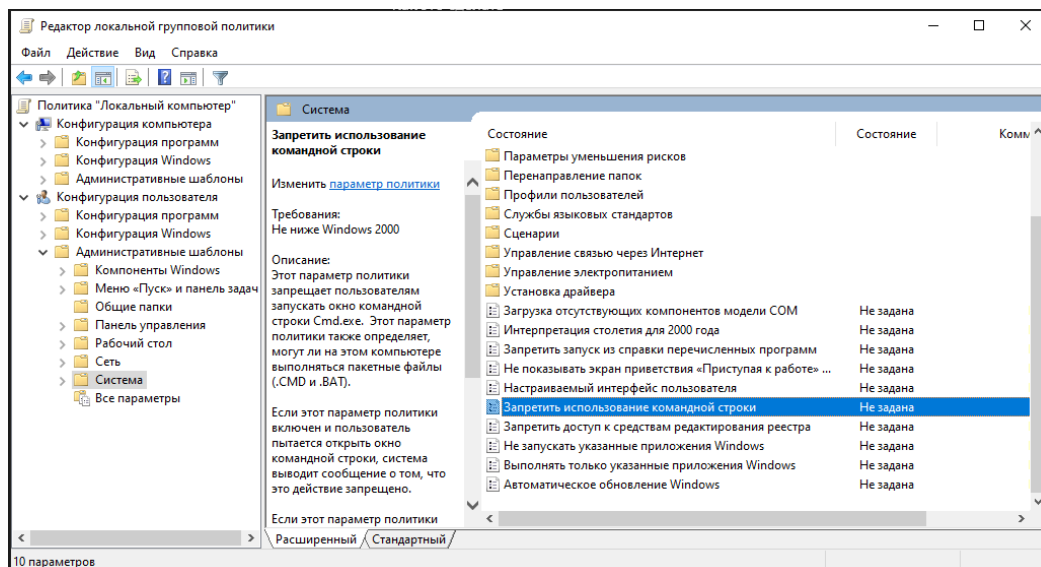 Редактор локальной групповой политики
Файл Действие Вид Справка
Политика "Локальный компьютер"
Конфигурация компьютера
Конфигурация программ
Конфигурация Windows
Административные шаблоны
Конфигурация пользователя
Конфигурация программ
Конфигурация Windows
Административные шаблоны
Компоненты Windows
Меню «Пуск» и панель задач
Общие папки
Панель управления
Рабочий стол
Сеть
Система
Все параметры
Система
Запретить использование
командной строки
Изменить параметр политики
Требования:
Не ниже Windows 2000
Описание:
Этот параметр политики
запрещает пользователям
запускать окно командной
строки Cmd.exe. Этот параметр
политики также определяет,
могут ли на этом компьютере
выполняться пакетные файлы
(.CMD и .BAT).
Если этот параметр политики
включен и пользователь
пытается открыть окно
командной строки, система
выводит сообщение о том, что
это действие запрещено.
Если этот параметр политики
Состояние Состояние Комм
Параметры уменьшения рисков
Перенаправление папок
Профили пользователей
Службы языковых стандартов
Сценарии
Управление связью через Интернет
Управление электропитанием
Установка драйвера
Загрузка отсутствующих компонентов модели COM Не задана
Интерпретация столетия для 2000 года Не задана
Запретить запуск из справки перечисленных программ Не задана
Не показывать экран приветствия «Приступая к работе» ... Не задана
Настраиваемый интерфейс пользователя Не задана
Запретить использование командной строки Не задана
Запретить доступ к средствам редактирования реестра Не задана
Не запускать указанные приложения Windows Не задана
Выполнять только указанные приложения Windows Не задана
Автоматическое обновление Windows Не задана
Расширенный Стандартный
10 параметров